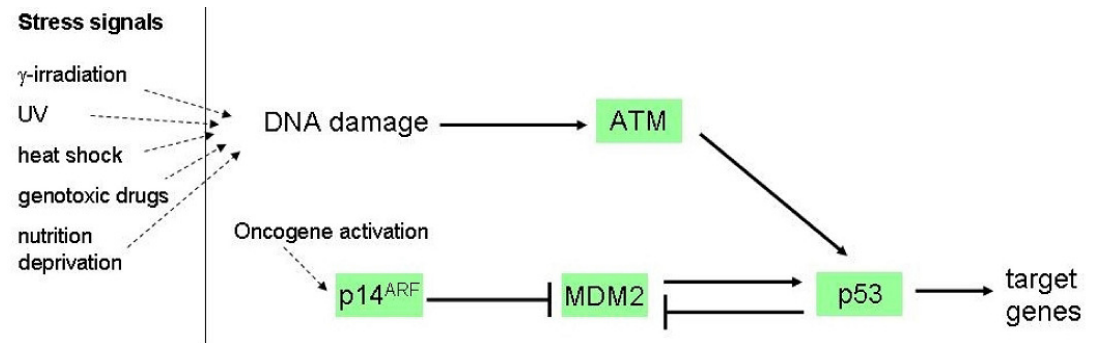 Stress signals
γ-irradiation
UV
heat shock
genotoxic drugs
nutrition
deprivation
DNA damage
ATM
Oncogene activation
p14ARF
MDM2
p53
target
genes